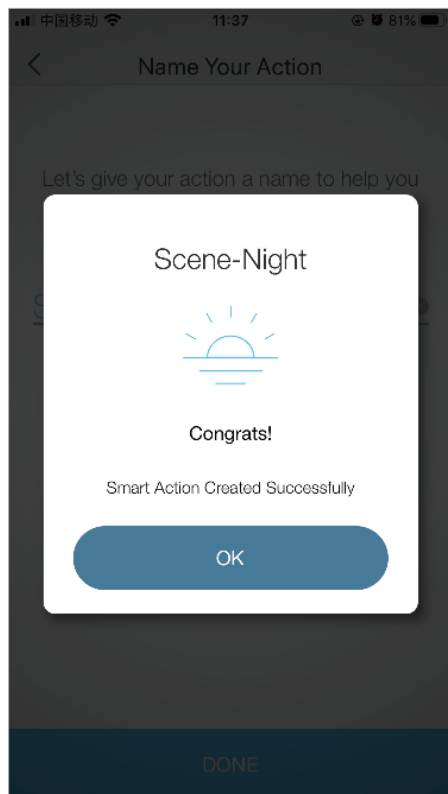 中国移动 11:37 81%
Name Your Action
Let's give your action a name to help you
S
Scene-Night
Congrats!
Smart Action Created Successfully
OK
DONE